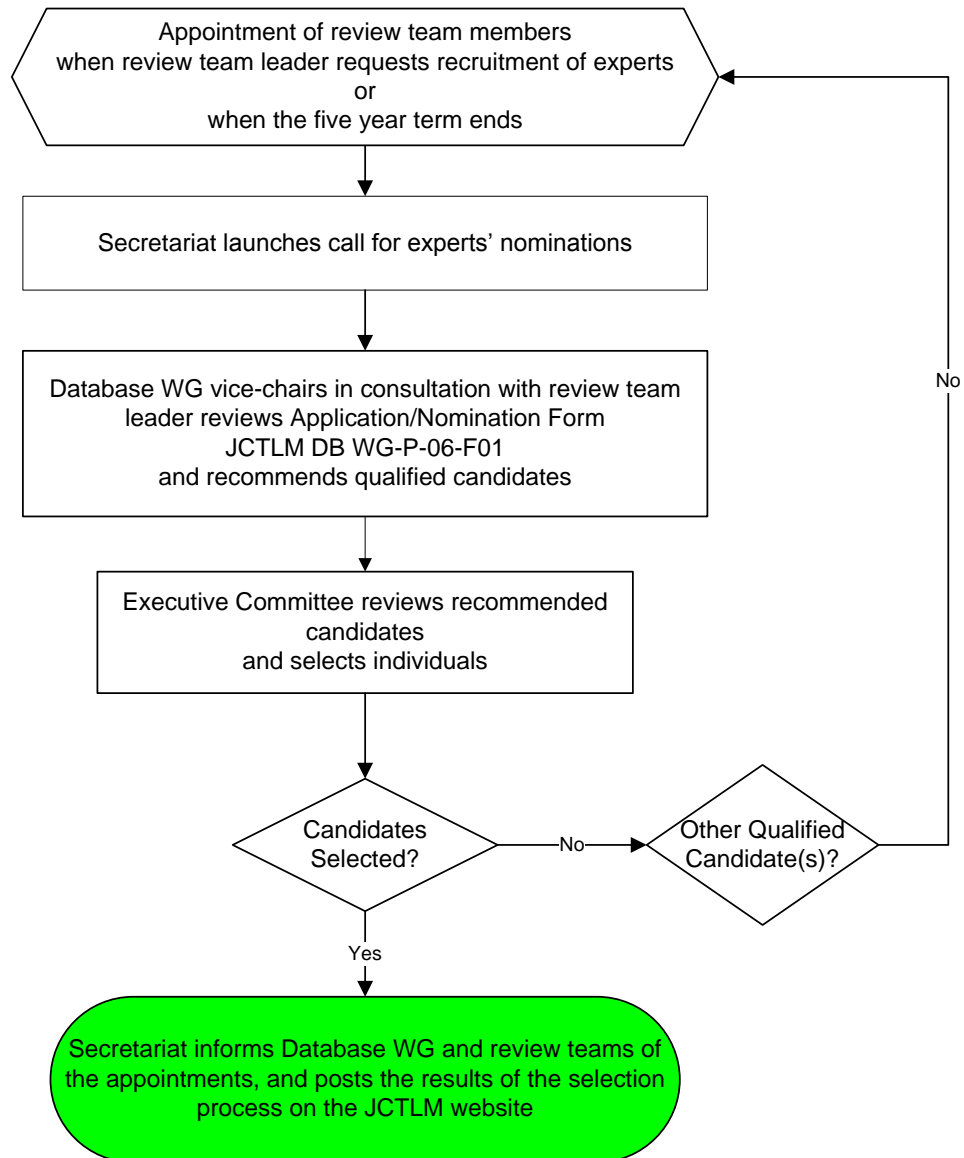 Appointment of review team members
when review team leader requests recruitment of experts
or
when the five year term ends
Secretariat launches call for experts’ nominations
Database WG vice-chairs in consultation with review team
leader reviews Application/Nomination Form
JCTLM DB WG-P-06-F01
and recommends qualified candidates
Executive Committee reviews recommended
candidates
and selects individuals
Candidates
Selected?
No
Other Qualified
Candidate(s)?
No
Yes
Secretariat informs Database WG and review teams of
the appointments, and posts the results of the selection
process on the JCTLM website